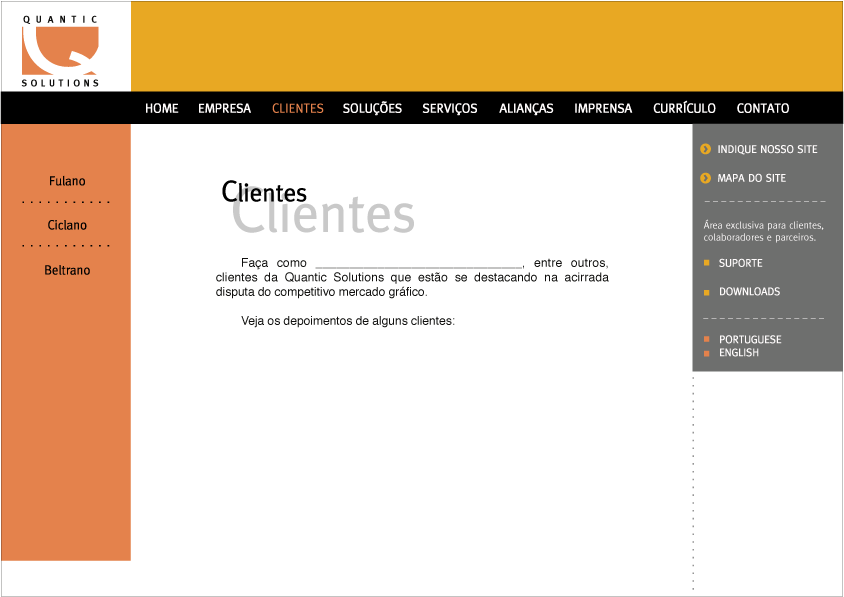 QUANTIC
SOLUTIONS
HOME EMPRESA CLIENTES SOLUÇÕES SERVIÇOS ALIANÇAS IMPRENSA CURRÍCULO CONTATO
Fulano
Ciclano
Beltrano
Clientes
Clientes
Faça como _______________________________, entre outros,
clientes da Quantic Solutions que estão se destacando na acirrada
disputa do competitivo mercado gráfico.
Veja os depoimentos de alguns clientes:
INDIQUE NOSSO SITE
MAPA DO SITE
Área exclusiva para clientes,
colaboradores e parceiros.
SUPORTE
DOWNLOADS
PORTUGUESE
ENGLISH